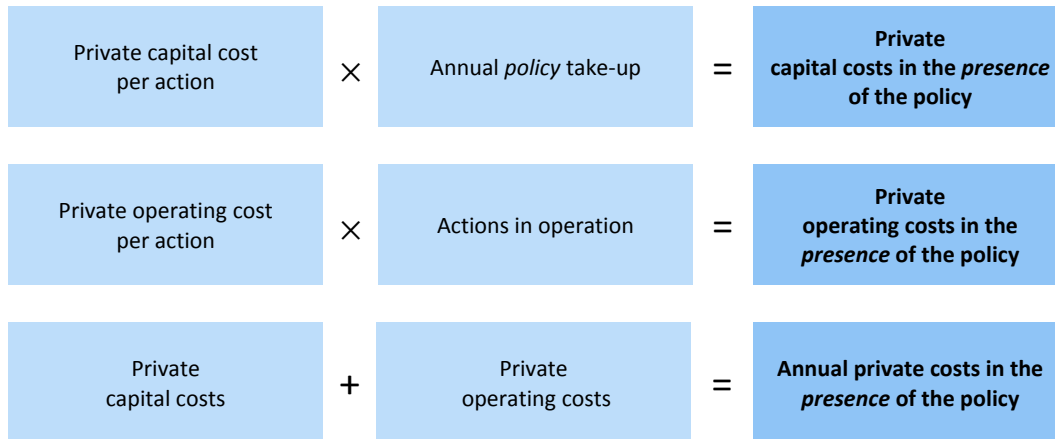 Private capital cost
per action
×
Annual policy take-up
=
Private
capital costs in the presence
of the policy
Private operating cost
per action
×
Actions in operation
=
Private
operating costs in the
presence of the policy
Private
capital costs
+
Private
operating costs
=
Annual private costs in the
presence of the policy